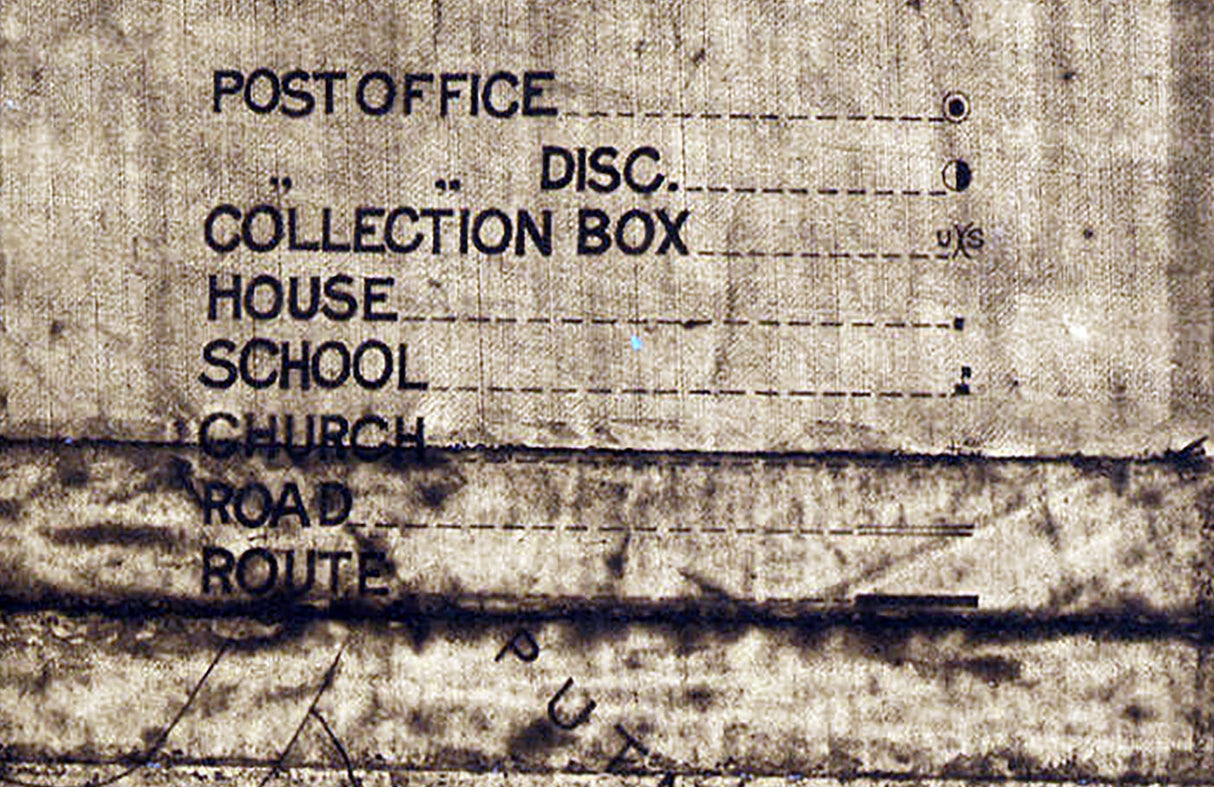 POST OFFICE
„ „ DISC.
COLLECTION BOX U)(S
HOUSE
SCHOOL
CHURCH
ROAD
ROUTE
P U T